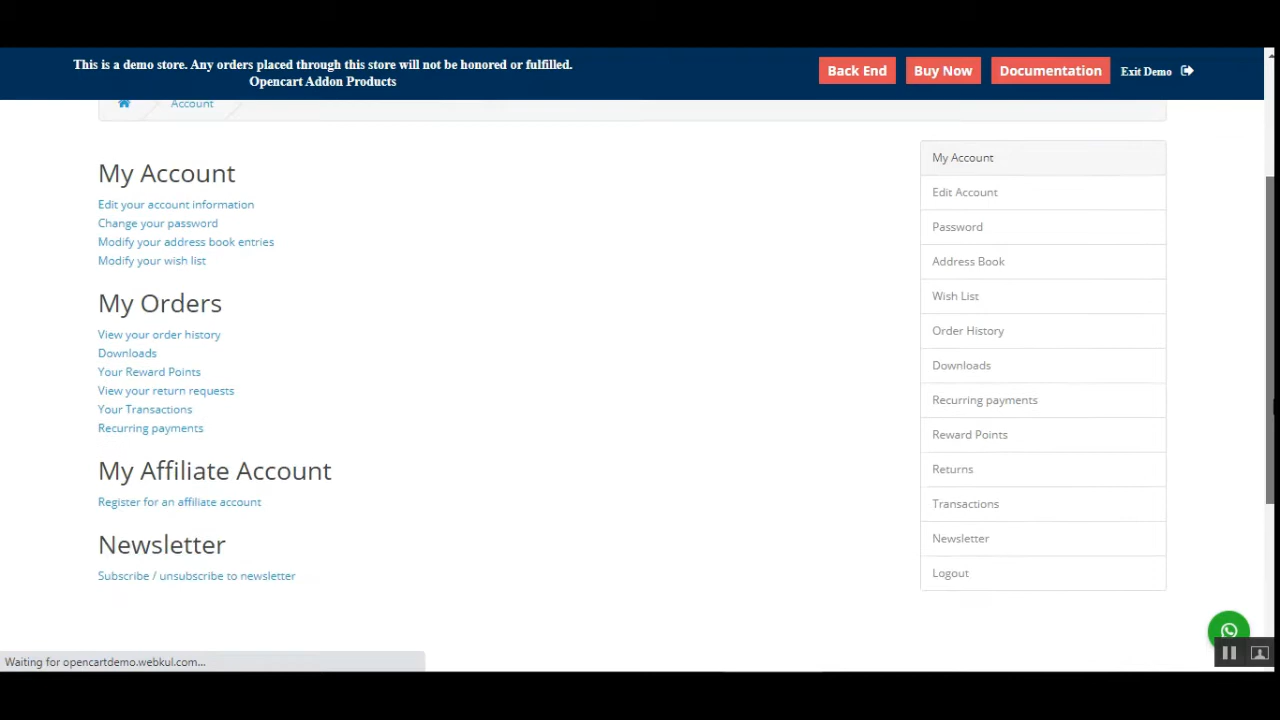 This is a demo store. Any orders placed through this store will not be honored or fulfilled.
Opencart Addon Products
Back End
Buy Now
Documentation
Exit Demo
Account
My Account
Edit your account information
Change your password
Modify your address book entries
Modify your wish list
My Orders
View your order history
Downloads
Your Reward Points
View your return requests
Your Transactions
Recurring payments
My Affiliate Account
Register for an affiliate account
Newsletter
Subscribe / unsubscribe to newsletter
My Account
Edit Account
Password
Address Book
Wish List
Order History
Downloads
Recurring payments
Reward Points
Returns
Transactions
Newsletter
Logout
Waiting for opencartdemo.webkul.com...